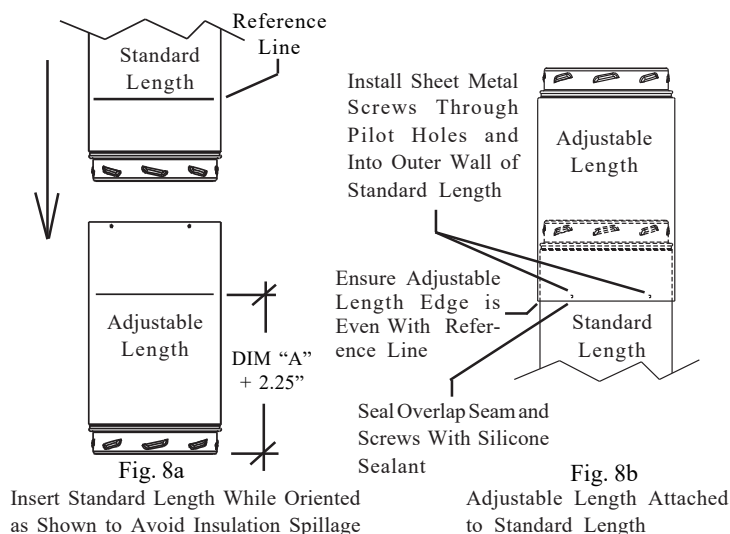 Reference
Line
Standard
Length
Adjustable
Length
DIM “A”
+ 2.25”
Fig. 8a
Insert Standard Length While Oriented
as Shown to Avoid Insulation Spillage
Install Sheet Metal
Screws Through
Pilot Holes and
Into Outer Wall of
Standard Length
Adjustable
Length
Ensure Adjustable
Length Edge is
Even With Refer-
ence Line
Standard
Length
Seal Overlap Seam and
Screws With Silicone
Sealant
Fig. 8b
Adjustable Length Attached
to Standard Length